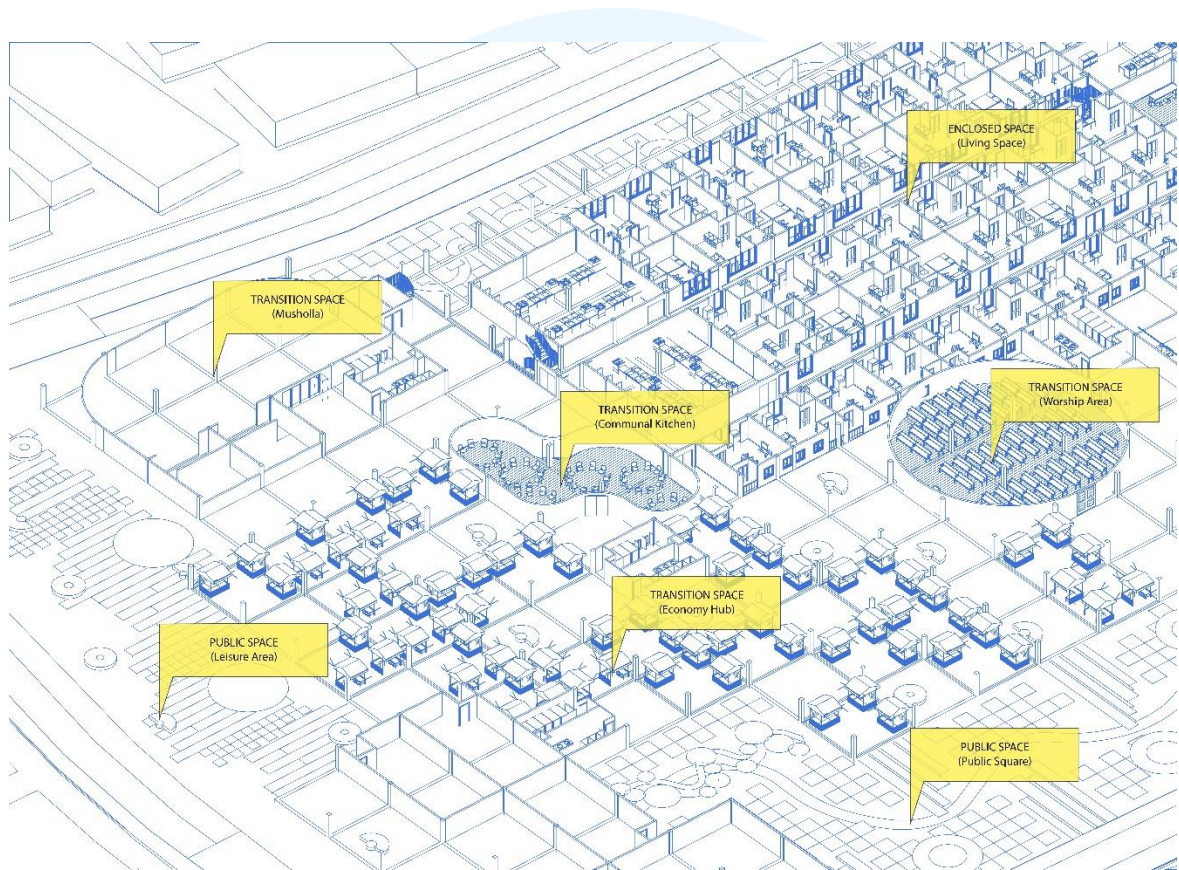 ENCLOSED SPACE
(Living Space)
TRANSITION SPACE
(Musholla)
TRANSITION SPACE
(Worship Area)
TRANSITION SPACE
(Communal Kitchen)
TRANSITION SPACE
(Economy Hub)
PUBLIC SPACE
(Leisure Area)
PUBLIC SPACE
(Public Square)